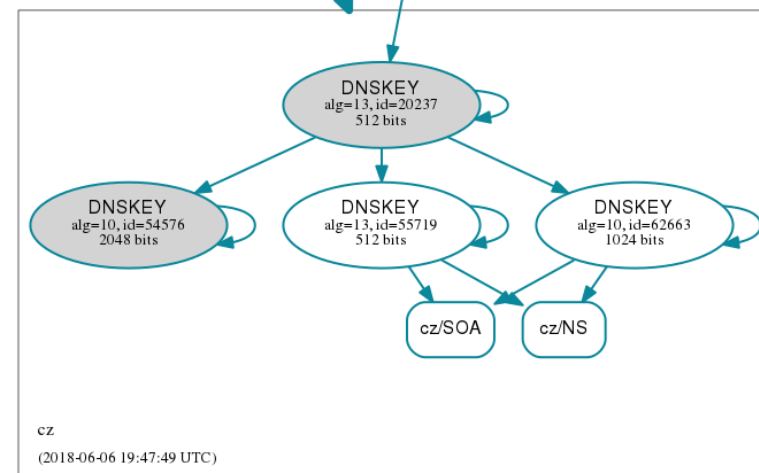 DNSKEY
alg=13, id=20237
512 bits
DNSKEY
alg=10, id=54576
2048 bits
DNSKEY
alg=13, id=55719
512 bits
DNSKEY
alg=10, id=62663
1024 bits
cz/SOA
cz/NS
cz
(2018-06-06 19:47:49 UTC)